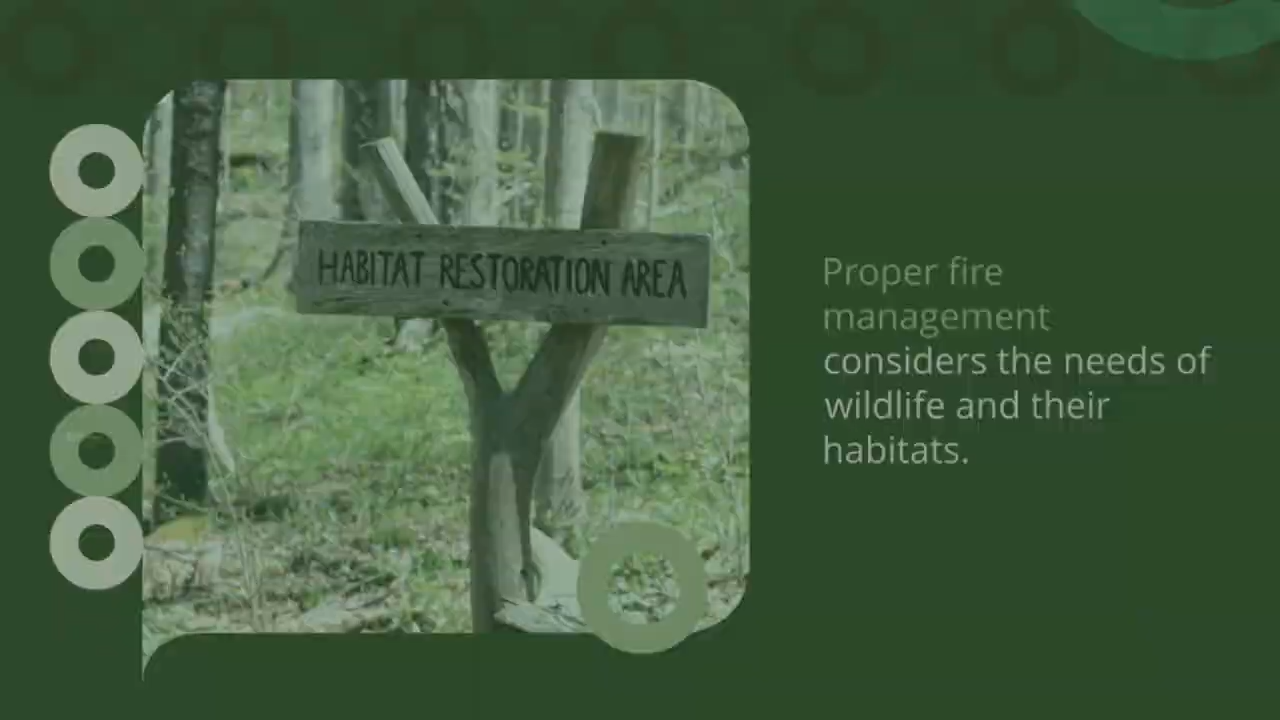 HABITAT RESTORATION AREA
Proper fire
management
considers the needs of
wildlife and their
habitats.